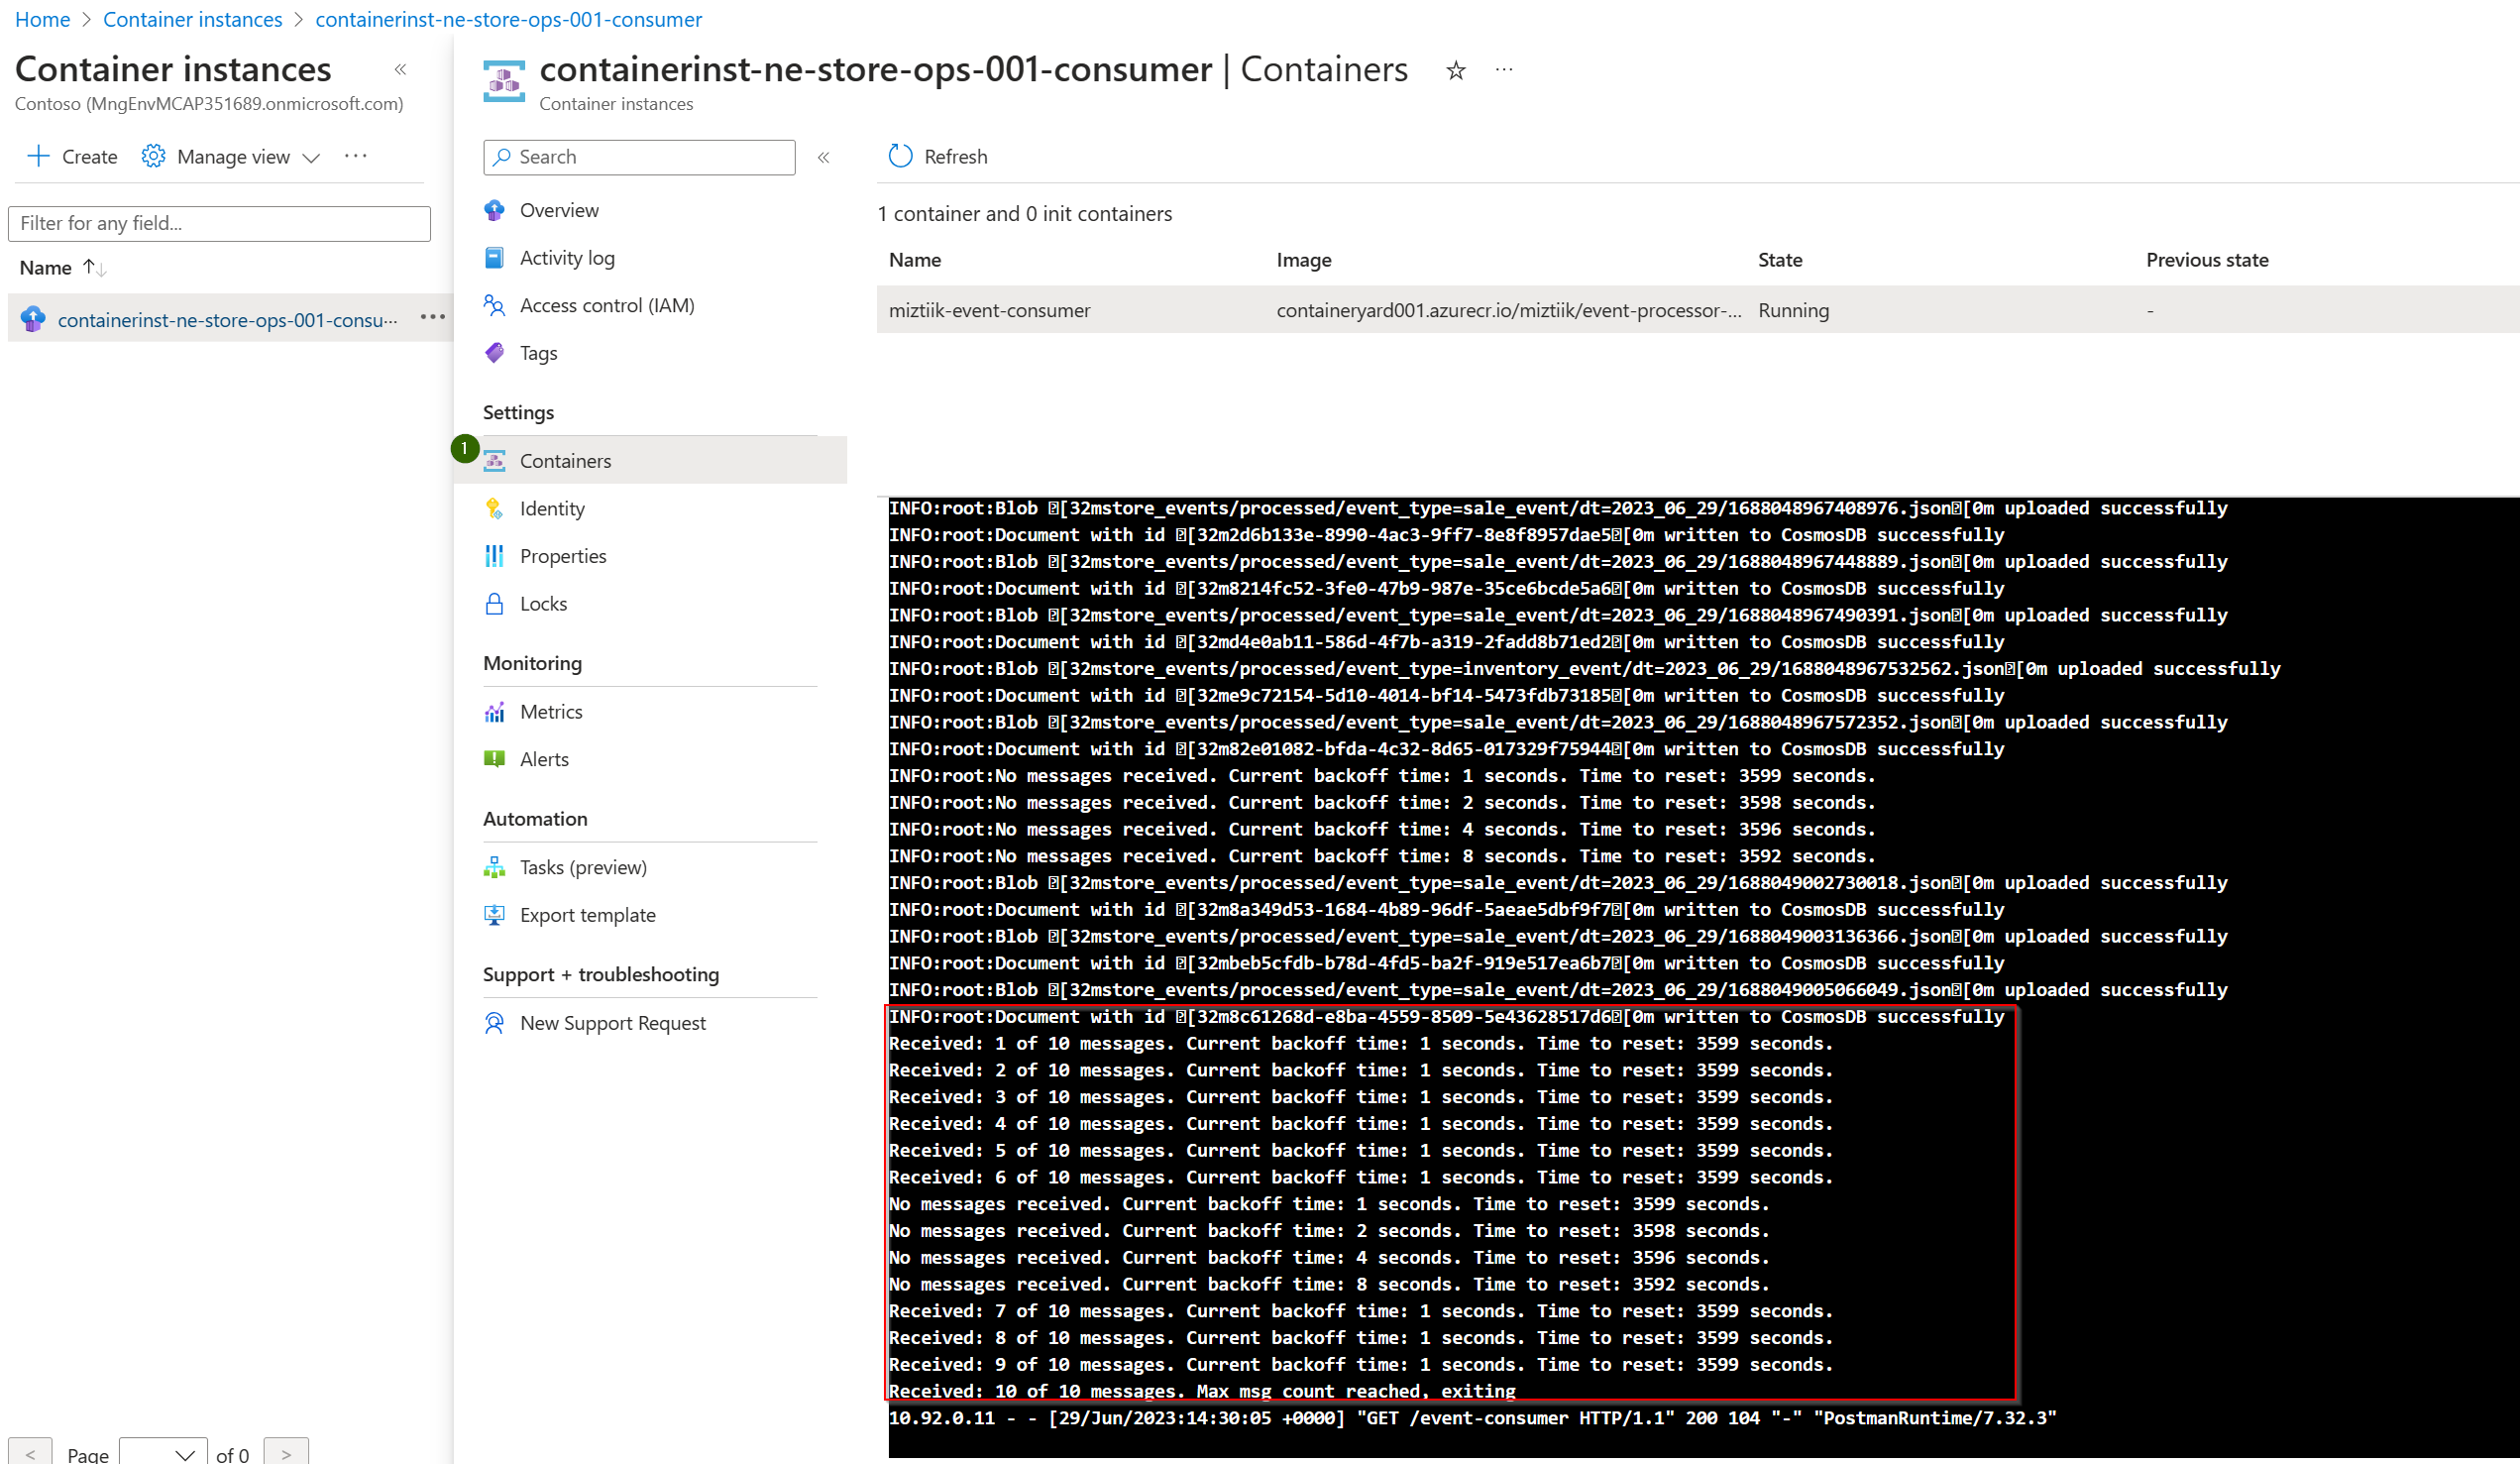 Home > Container instances > containerinst-ne-store-ops-001-consumer
Container instances «
Contoso (MngEnvMCAP351689.onmicrosoft.com)
Create Manage view ···
Filter for any field...
Name ↑↓
containerinst-ne-store-ops-001-consu··· ···
Page of 0
< >
containerinst-ne-store-ops-001-consumer | Containers ☆ ···
Container instances
Search «
Overview
Activity log
Access control (IAM)
Tags
Settings
1
Containers
Identity
Properties
Locks
Monitoring
Metrics
Alerts
Automation
Tasks (preview)
Export template
Support + troubleshooting
New Support Request
Refresh
1 container and 0 init containers
Name Image State Previous state
miztiik-event-consumer containeryard001.azurecr.io/miztiik/event-processor-... Running -
INFO:root:Blob [32mstore_events/processed/event_type=sale_event/dt=2023_06_29/1688048967408976.json[0m uploaded successfully
INFO:root:Document with id [32m2d6b133e-8990-4ac3-9ff7-8e8f8957dae5[0m written to CosmosDB successfully
INFO:root:Blob [32mstore_events/processed/event_type=sale_event/dt=2023_06_29/1688048967448889.json[0m uploaded successfully
INFO:root:Document with id [32m8214fc52-3fe0-47b9-987e-35ce6bcde5a6[0m written to CosmosDB successfully
INFO:root:Blob [32mstore_events/processed/event_type=sale_event/dt=2023_06_29/1688048967490391.json[0m uploaded successfully
INFO:root:Document with id [32md4e0ab11-586d-4f7b-a319-2fadd8b71ed2[0m written to CosmosDB successfully
INFO:root:Blob [32mstore_events/processed/event_type=inventory_event/dt=2023_06_29/1688048967532562.json[0m uploaded successfully
INFO:root:Document with id [32me9c72154-5d10-4014-bf14-5473fdb73185[0m written to CosmosDB successfully
INFO:root:Blob [32mstore_events/processed/event_type=sale_event/dt=2023_06_29/1688048967572352.json[0m uploaded successfully
INFO:root:Document with id [32m82e01082-bfda-4c32-8d65-017329f75944[0m written to CosmosDB successfully
INFO:root:No messages received. Current backoff time: 1 seconds. Time to reset: 3599 seconds.
INFO:root:No messages received. Current backoff time: 2 seconds. Time to reset: 3598 seconds.
INFO:root:No messages received. Current backoff time: 4 seconds. Time to reset: 3596 seconds.
INFO:root:No messages received. Current backoff time: 8 seconds. Time to reset: 3592 seconds.
INFO:root:Blob [32mstore_events/processed/event_type=sale_event/dt=2023_06_29/1688049002730018.json[0m uploaded successfully
INFO:root:Document with id [32m8a349d53-1684-4b89-96df-5aeae5dbf9f7[0m written to CosmosDB successfully
INFO:root:Blob [32mstore_events/processed/event_type=sale_event/dt=2023_06_29/1688049003136366.json[0m uploaded successfully
INFO:root:Document with id [32mbeb5cfdb-b78d-4fd5-ba2f-919e517ea6b7[0m written to CosmosDB successfully
INFO:root:Blob [32mstore_events/processed/event_type=sale_event/dt=2023_06_29/1688049005066049.json[0m uploaded successfully
INFO:root:Document with id [32m8c61268d-e8ba-4559-8509-5e43628517d6[0m written to CosmosDB successfully
Received: 1 of 10 messages. Current backoff time: 1 seconds. Time to reset: 3599 seconds.
Received: 2 of 10 messages. Current backoff time: 1 seconds. Time to reset: 3599 seconds.
Received: 3 of 10 messages. Current backoff time: 1 seconds. Time to reset: 3599 seconds.
Received: 4 of 10 messages. Current backoff time: 1 seconds. Time to reset: 3599 seconds.
Received: 5 of 10 messages. Current backoff time: 1 seconds. Time to reset: 3599 seconds.
Received: 6 of 10 messages. Current backoff time: 1 seconds. Time to reset: 3599 seconds.
No messages received. Current backoff time: 1 seconds. Time to reset: 3599 seconds.
No messages received. Current backoff time: 2 seconds. Time to reset: 3598 seconds.
No messages received. Current backoff time: 4 seconds. Time to reset: 3596 seconds.
No messages received. Current backoff time: 8 seconds. Time to reset: 3592 seconds.
Received: 7 of 10 messages. Current backoff time: 1 seconds. Time to reset: 3599 seconds.
Received: 8 of 10 messages. Current backoff time: 1 seconds. Time to reset: 3599 seconds.
Received: 9 of 10 messages. Current backoff time: 1 seconds. Time to reset: 3599 seconds.
Received: 10 of 10 messages. Max msg count reached, exiting
10.92.0.11 - - [29/Jun/2023:14:30:05 +0000] "GET /event-consumer HTTP/1.1" 200 104 "-" "PostmanRuntime/7.32.3"